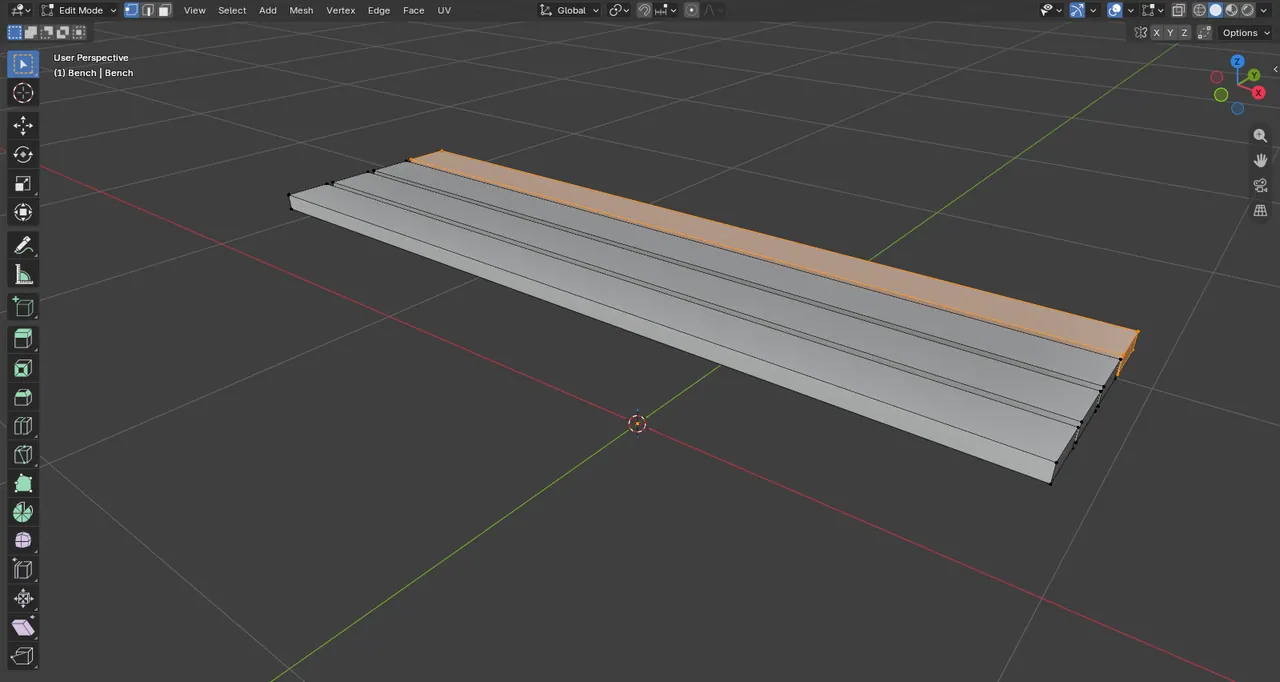 Edit Mode View Select Add Mesh Vertex Edge Face UV Global
X Y Z Options
User Perspective
(1) Bench | Bench
Z
Y
X